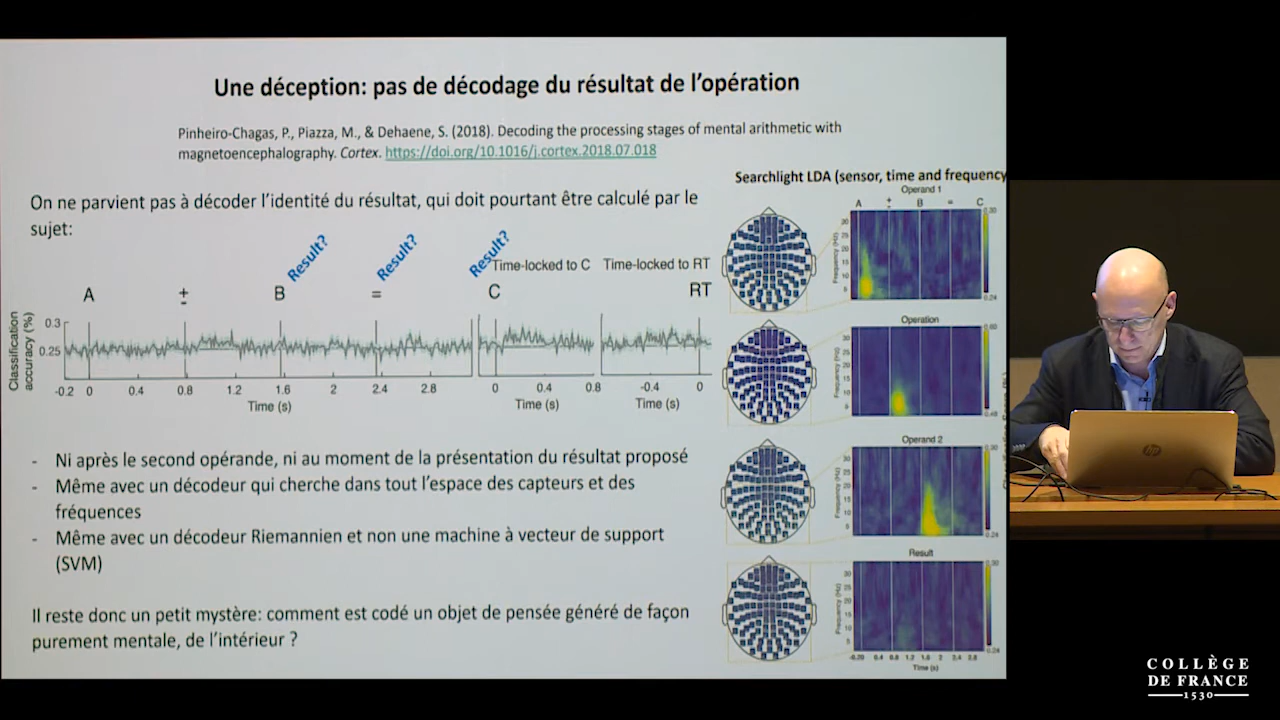 Une déception: pas de décodage du résultat de l'opération
Pinheiro-Chagas, P., Piazza, M., & Dehaene, S. (2018). Decoding the processing stages of mental arithmetic with
magnetoencephalography. Cortex. https://doi.org/10.1016/j.cortex.2018.07.018
On ne parvient pas à décoder l'identité du résultat, qui doit pourtant être calculé par le
sujet:
Result?
Result?
Result?
Time-locked to C
Time-locked to RT
A
±
B
=
C
RT
Classification
accuracy (%)
0.3
0.25
-0.2 0 0.4 0.8 1.2 1.6 2 2.4 2.8
0 0.4 0.8
-0.4 0
Time (s)
Time (s)
Time (s)
- Ni après le second opérande, ni au moment de la présentation du résultat proposé
- Même avec un décodeur qui cherche dans tout l'espace des capteurs et des
fréquences
- Même avec un décodeur Riemannien et non une machine à vecteur de support
(SVM)
Il reste donc un petit mystère: comment est codé un objet de pensée généré de façon
purement mentale, de l'intérieur ?
Searchlight LDA (sensor, time and frequency
Operand 1
A ± B = C
Frequency (Hz)
Operation
Frequency (Hz)
Operand 2
Frequency (Hz)
Result
Frequency (Hz)
Time (s)
hp
COLLÈGE
DE FRANCE
1530